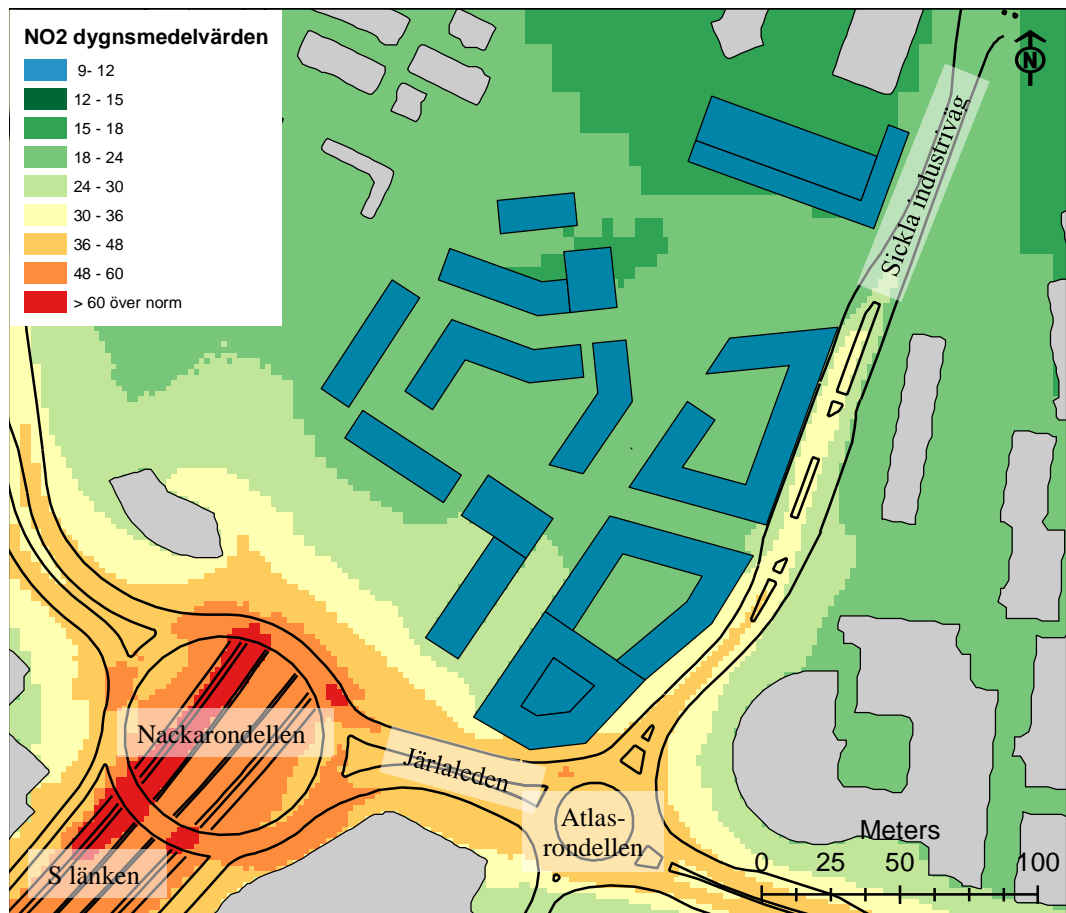 NO2 dygnsmedelvärden
9- 12
12 - 15
15 - 18
18 - 24
24 - 30
30 - 36
36 - 48
48 - 60
> 60 över norm
N
Sickla industriväg
Nackarondellen
Järlaleden
Atlas-
rondellen
S länken
Meters
0 25 50 100